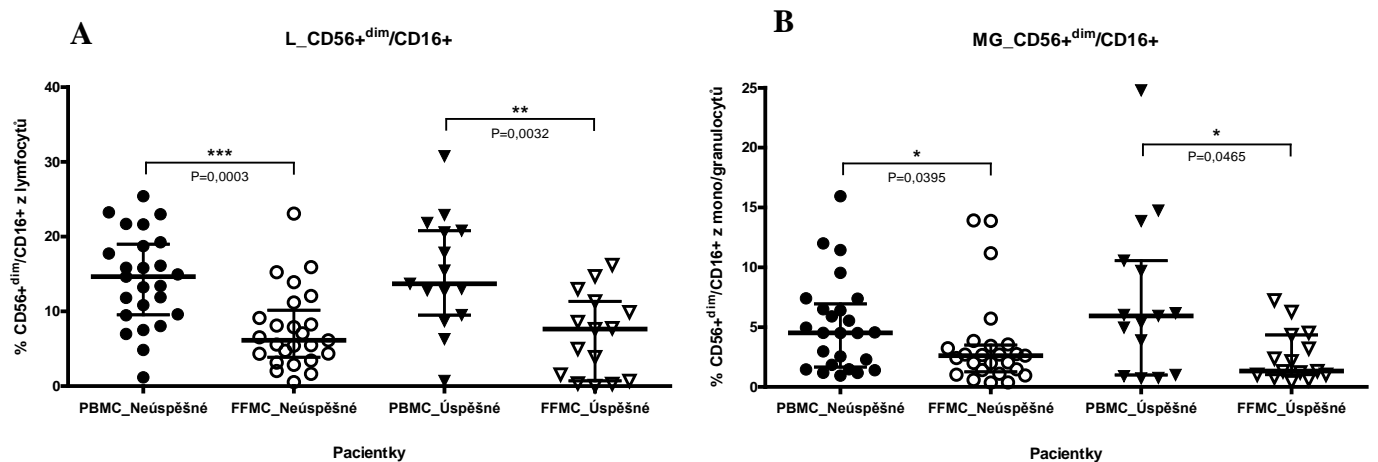 A
L_CD56+dim/CD16+
% CD56+dim/CD16+ z lymfocytů
40
30
20
10
0
***
P=0,0003
**
P=0,0032
PBMC_Neúspěšné FFMC_Neúspěšné PBMC_Úspěšné FFMC_Úspěšné
Pacientky
B
MG_CD56+dim/CD16+
% CD56+dim/CD16+ z mono/granulocytů
25
20
15
10
5
0
*
P=0,0395
*
P=0,0465
PBMC_Neúspěšné FFMC_Neúspěšné PBMC_Úspěšné FFMC_Úspěšné
Pacientky